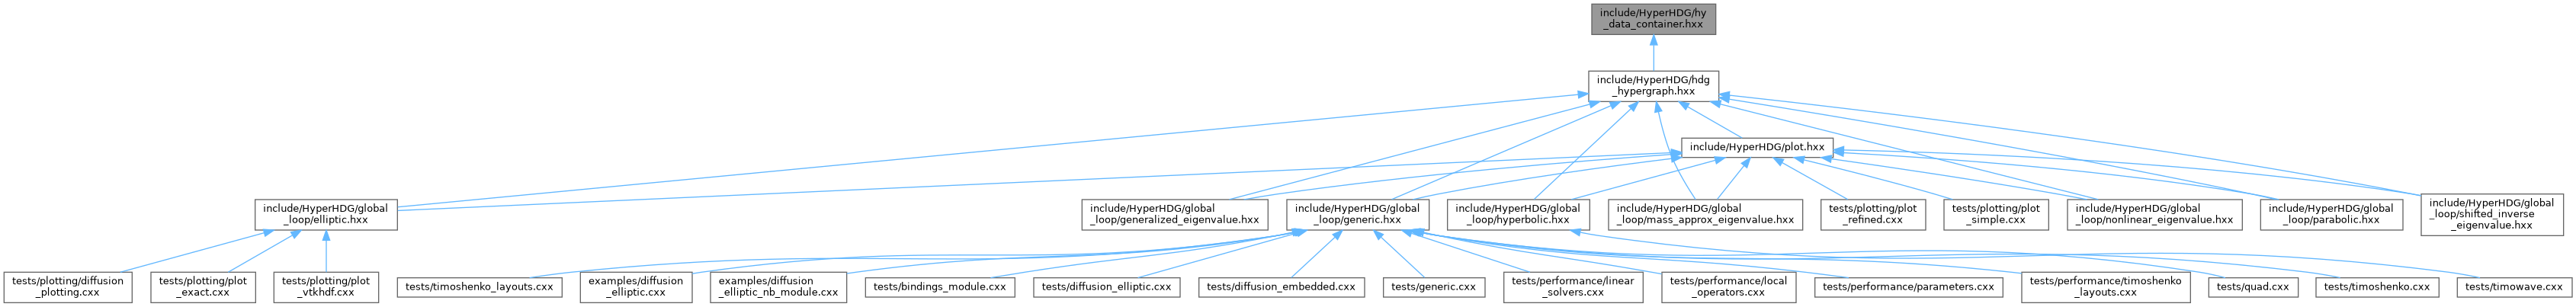 include/HyperHDG/hy
_data_container.hxx
include/HyperHDG/hdg
_hypergraph.hxx
include/HyperHDG/plot.hxx
include/HyperHDG/global
_loop/elliptic.hxx
include/HyperHDG/global
_loop/generalized_eigenvalue.hxx
include/HyperHDG/global
_loop/generic.hxx
include/HyperHDG/global
_loop/hyperbolic.hxx
include/HyperHDG/global
_loop/mass_approx_eigenvalue.hxx
tests/plotting/plot
_refined.cxx
tests/plotting/plot
_simple.cxx
include/HyperHDG/global
_loop/nonlinear_eigenvalue.hxx
include/HyperHDG/global
_loop/parabolic.hxx
include/HyperHDG/global
_loop/shifted_inverse
_eigenvalue.hxx
tests/plotting/diffusion
_plotting.cxx
tests/plotting/plot
_exact.cxx
tests/plotting/plot
_vtkhdf.cxx
tests/timoshenko_layouts.cxx
examples/diffusion
_elliptic.cxx
examples/diffusion
_elliptic_nb_module.cxx
tests/bindings_module.cxx
tests/diffusion_elliptic.cxx
tests/diffusion_embedded.cxx
tests/generic.cxx
tests/performance/linear
_solvers.cxx
tests/performance/local
_operators.cxx
tests/performance/parameters.cxx
tests/performance/timoshenko
_layouts.cxx
tests/quad.cxx
tests/timoshenko.cxx
tests/timowave.cxx